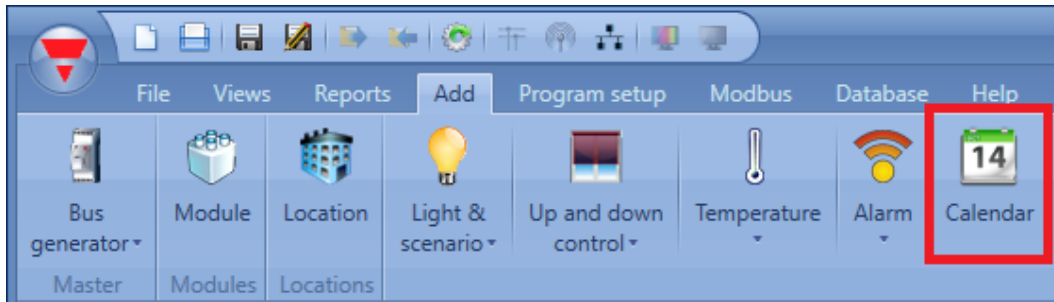 File Views Reports Add Program setup Modbus Database Help
14
Bus generator
Module
Location
Light & scenario
Up and down control
Temperature
Alarm
Calendar
Master Modules Locations